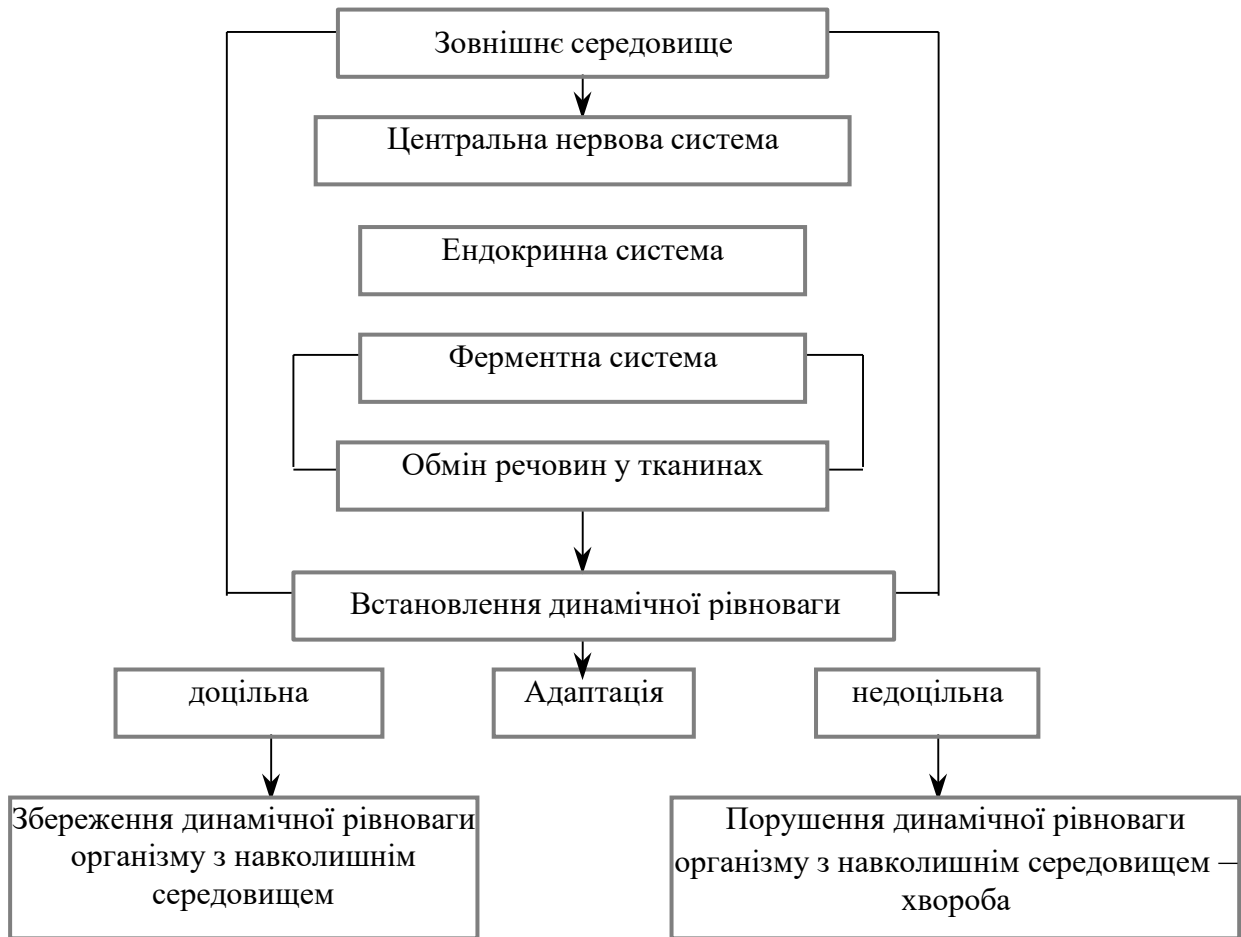 Зовнішнє середовище
Центральна нервова система
Ендокринна система
Ферментна система
Обмін речовин у тканинах
Встановлення динамічної рівноваги
доцільна
Адаптація
недоцільна
Збереження динамічної рівноваги
організму з навколишнім
середовищем
Порушення динамічної рівноваги
організму з навколишнім середовищем –
хвороба